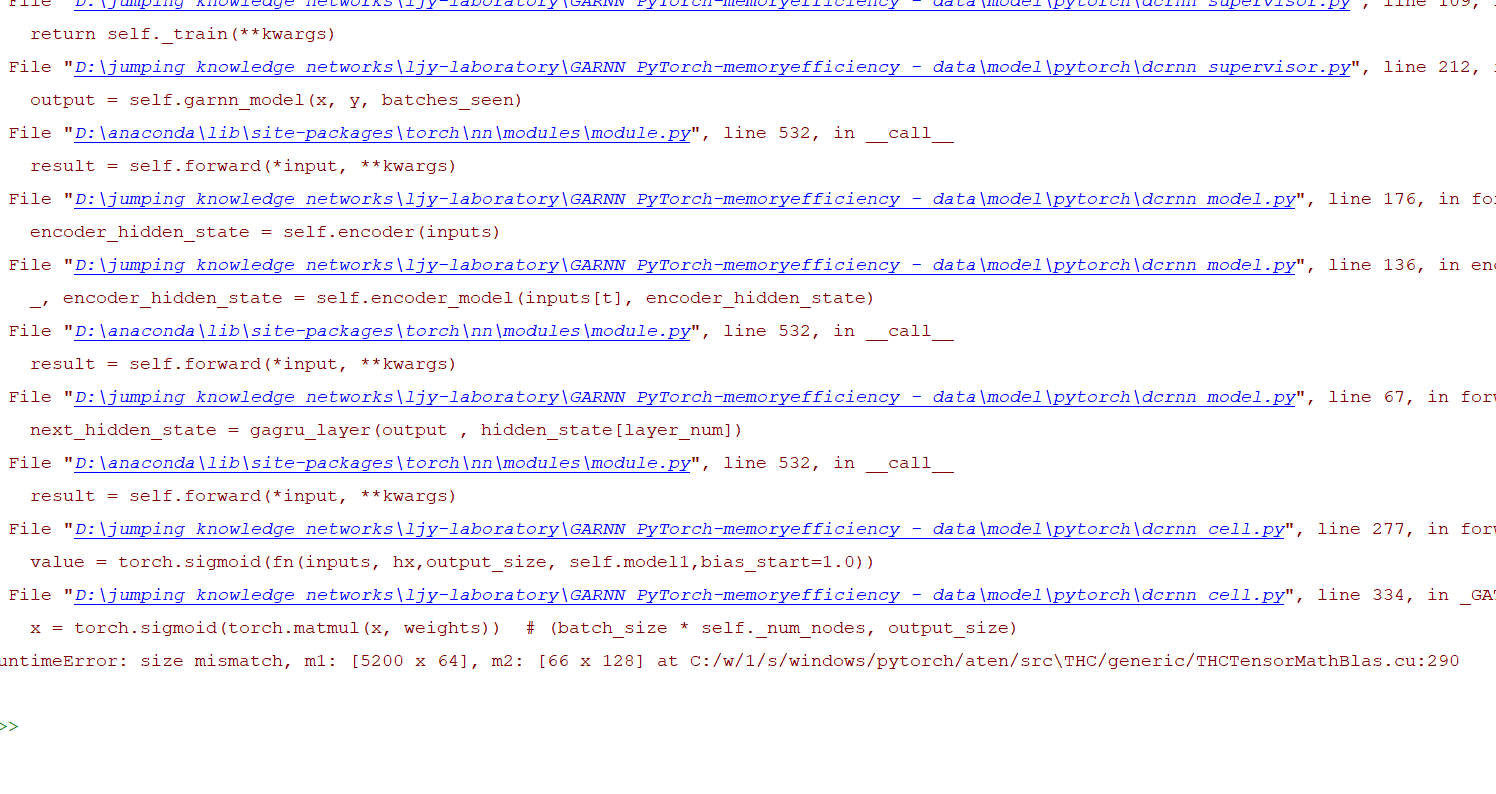 File "D:\jumping knowledge networks\ljy-laboratory\GARNN PyTorch-memoryefficiency - data\model\pytorch\dcrnn supervisor.py", line 109,
return self._train(**kwargs)
File "D:\jumping knowledge networks\ljy-laboratory\GARNN PyTorch-memoryefficiency - data\model\pytorch\dcrnn supervisor.py", line 212,
output = self.garnn_model(x, y, batches_seen)
File "D:\anaconda\lib\site-packages\torch\nn\modules\module.py", line 532, in __call__
result = self.forward(*input, **kwargs)
File "D:\jumping knowledge networks\ljy-laboratory\GARNN PyTorch-memoryefficiency - data\model\pytorch\dcrnn model.py", line 176, in for
encoder_hidden_state = self.encoder(inputs)
File "D:\jumping knowledge networks\ljy-laboratory\GARNN PyTorch-memoryefficiency - data\model\pytorch\dcrnn model.py", line 136, in enc
_, encoder_hidden_state = self.encoder_model(inputs[t], encoder_hidden_state)
File "D:\anaconda\lib\site-packages\torch\nn\modules\module.py", line 532, in __call__
result = self.forward(*input, **kwargs)
File "D:\jumping knowledge networks\ljy-laboratory\GARNN PyTorch-memoryefficiency - data\model\pytorch\dcrnn model.py", line 67, in forw
next_hidden_state = gagru_layer(output , hidden_state[layer_num])
File "D:\anaconda\lib\site-packages\torch\nn\modules\module.py", line 532, in __call__
result = self.forward(*input, **kwargs)
File "D:\jumping knowledge networks\ljy-laboratory\GARNN PyTorch-memoryefficiency - data\model\pytorch\dcrnn cell.py", line 277, in forw
value = torch.sigmoid(fn(inputs, hx,output_size, self.model1,bias_start=1.0))
File "D:\jumping knowledge networks\ljy-laboratory\GARNN PyTorch-memoryefficiency - data\model\pytorch\dcrnn cell.py", line 334, in _GAT
x = torch.sigmoid(torch.matmul(x, weights))  # (batch_size * self._num_nodes, output_size)
untimeError: size mismatch, m1: [5200 x 64], m2: [66 x 128] at C:/w/1/s/windows/pytorch/aten/src\THC/generic/THCTensorMathBlas.cu:290
>>